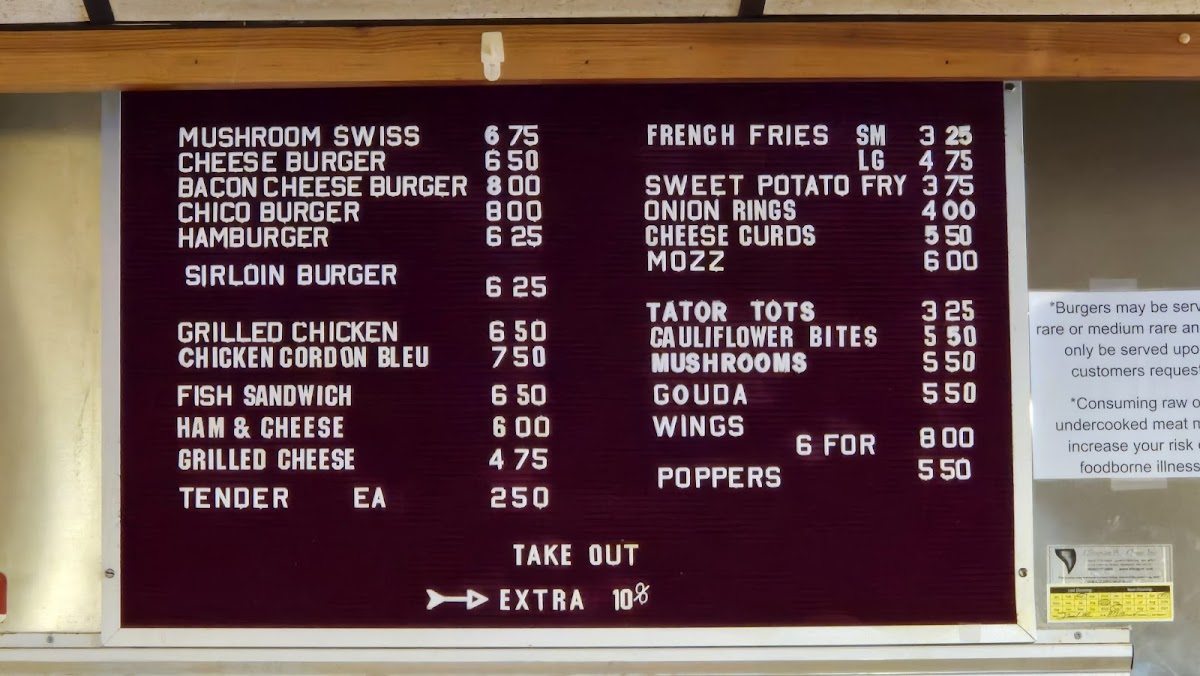 MUSHROOM SWISS 6 75
CHEESE BURGER 6 50
BACON CHEESE BURGER 8 00
CHICO BURGER 8 00
HAMBURGER 6 25
SIRLOIN BURGER 6 25
GRILLED CHICKEN 6 50
CHICKEN CORDON BLEU 7 50
FISH SANDWICH 6 50
HAM & CHEESE 6 00
GRILLED CHEESE 4 75
TENDER EA 2 50
FRENCH FRIES SM 3 25
LG 4 75
SWEET POTATO FRY 3 75
ONION RINGS 4 00
CHEESE CURDS 5 50
MOZZ 6 00
TATOR TOTS 3 25
CAULIFLOWER BITES 5 50
MUSHROOMS 5 50
GOUDA 5 50
WINGS
6 FOR 8 00
POPPERS 5 50
TAKE OUT
EXTRA 10%
*Burgers may be serv
rare or medium rare an
only be served upo
customers request
*Consuming raw o
undercooked meat m
increase your risk
foodborne illness